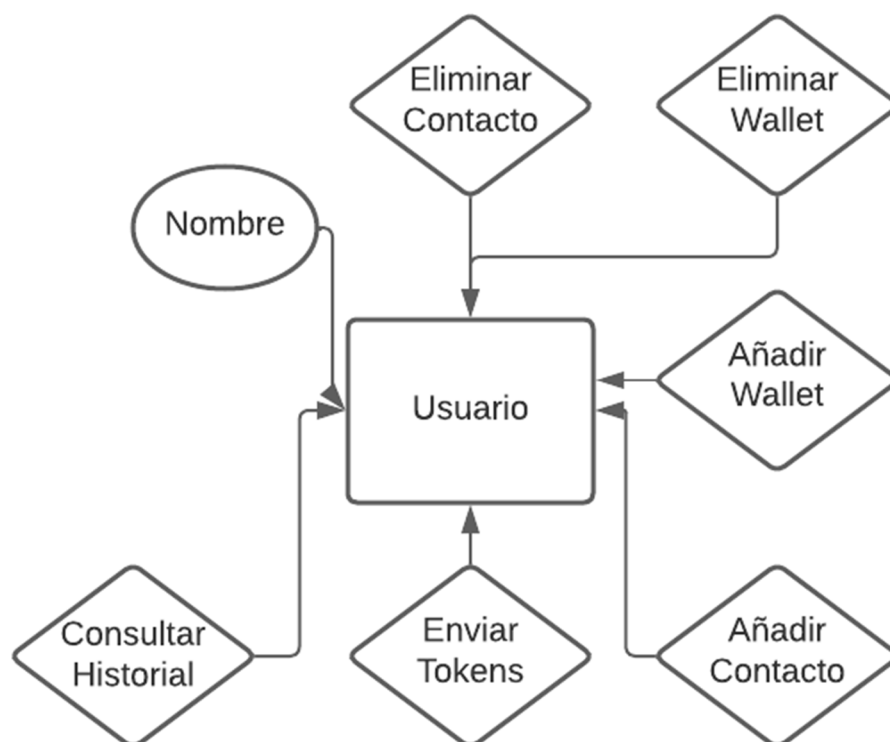 Eliminar
Contacto
Eliminar
Wallet
Nombre
Añadir
Wallet
Usuario
Consultar
Historial
Enviar
Tokens
Añadir
Contacto